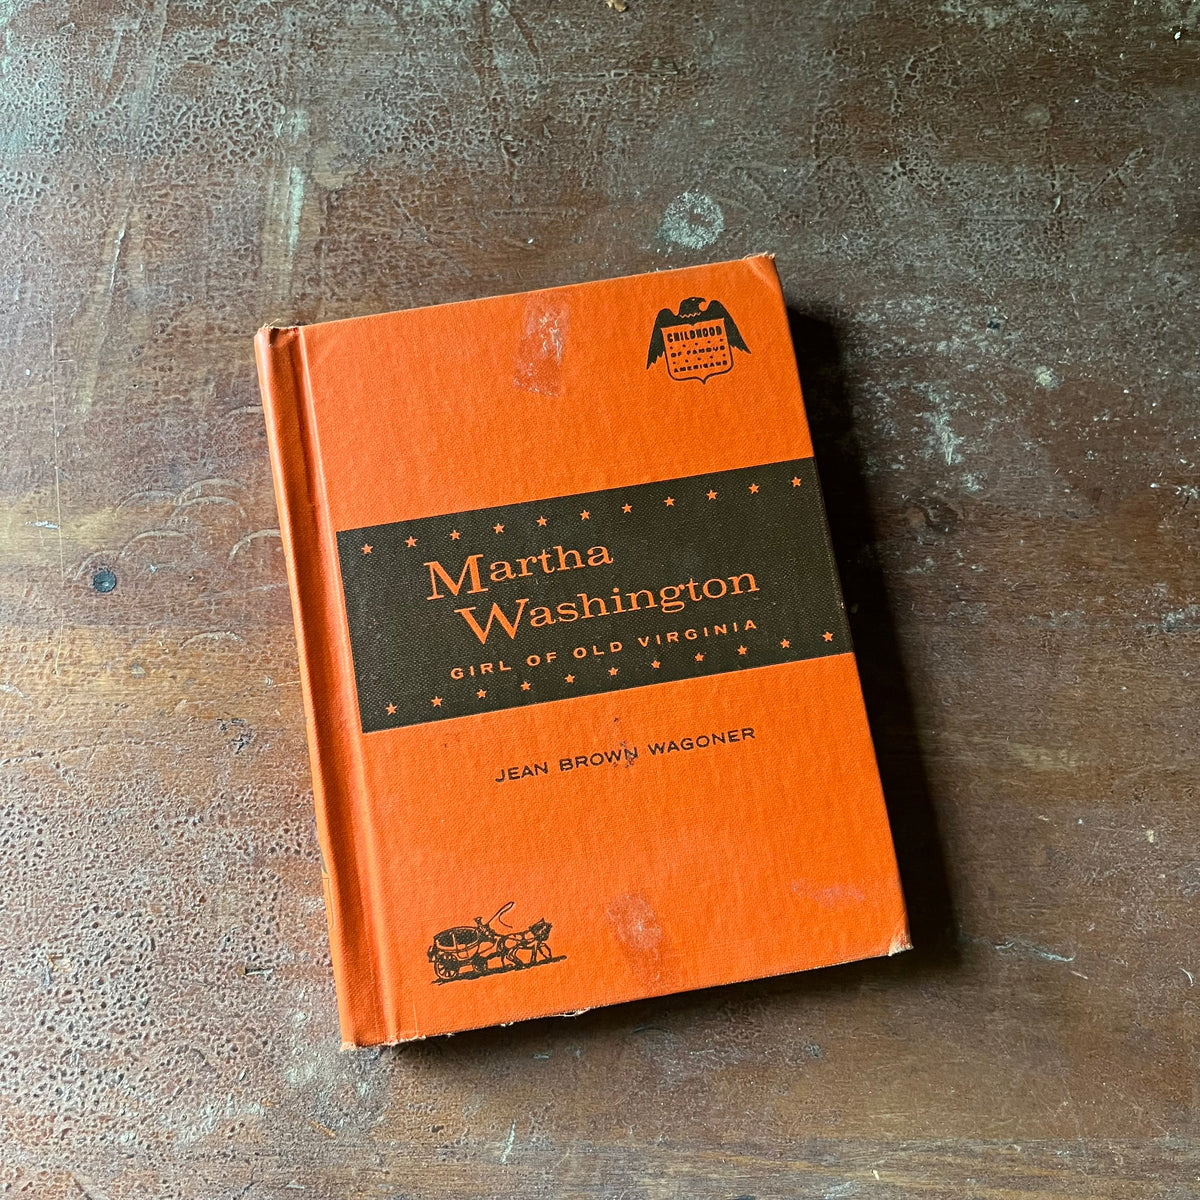 CHILDHOOD
OF FAMOUS
AMERICANS
Martha
Washington
GIRL OF OLD VIRGINIA
JEAN BROWN WAGONER